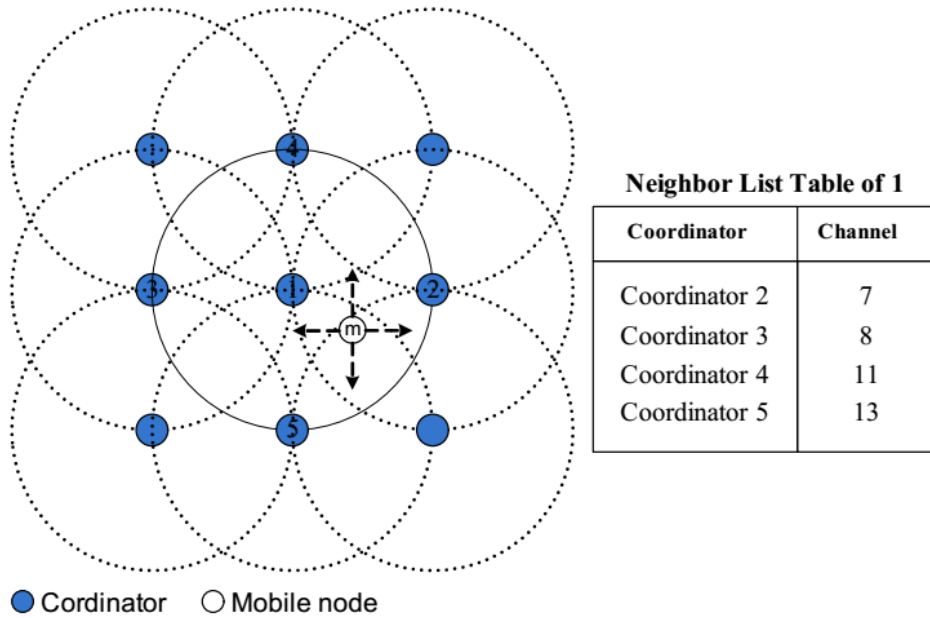 4
3
1
2
m
5
Cordinator
Mobile node
Neighbor List Table of 1
Coordinator Channel
Coordinator 2 7
Coordinator 3 8
Coordinator 4 11
Coordinator 5 13